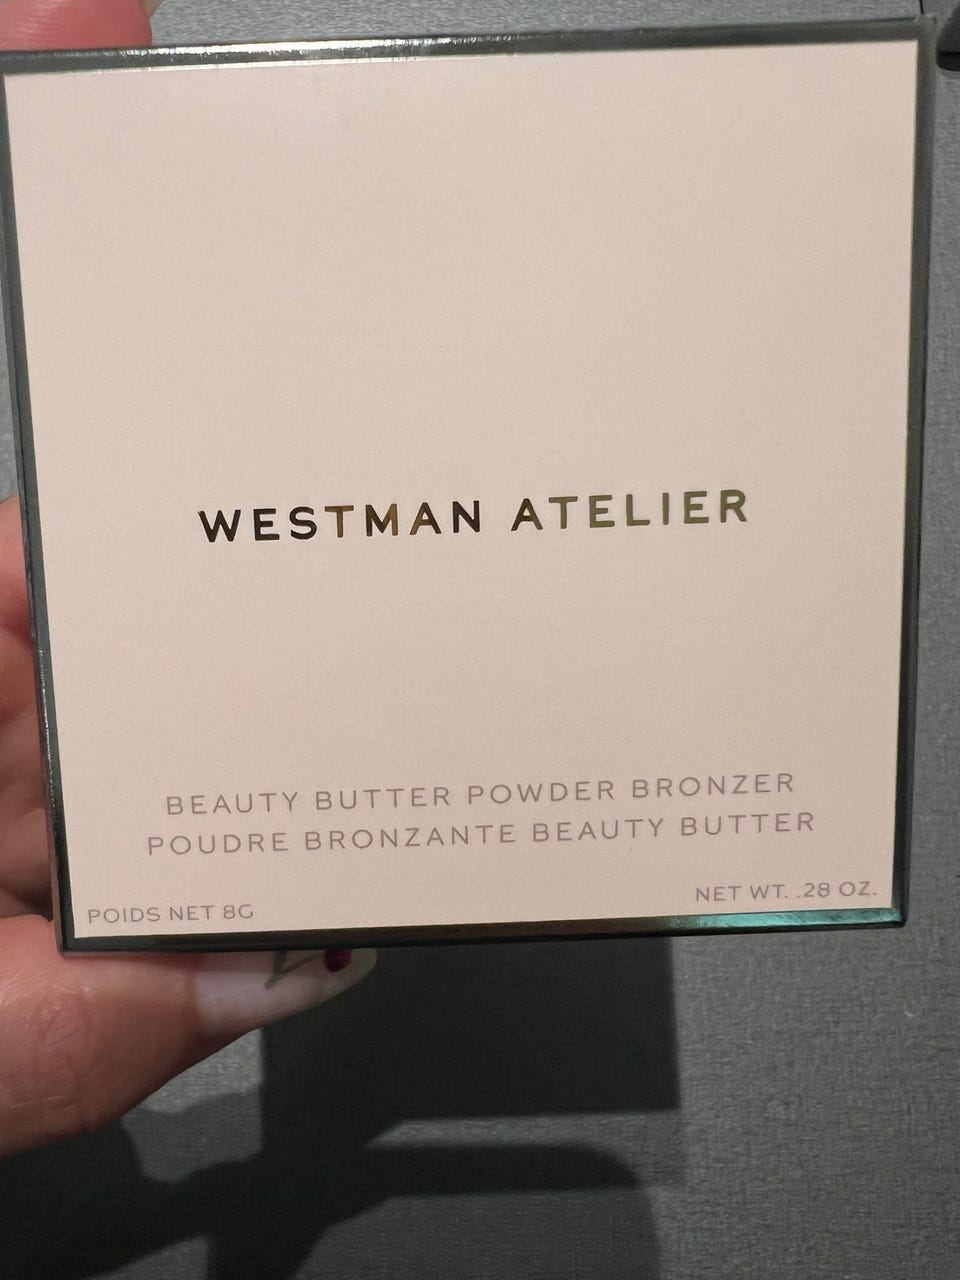 WESTMAN ATELIER
BEAUTY BUTTER POWDER BRONZER
POUDRE BRONZANTE BEAUTY BUTTER
NET WT. .28 OZ.
POIDS NET 8G